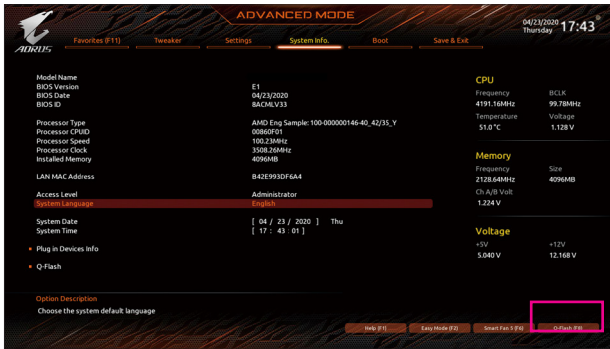 ADVANCED MODE
04/23/2020 Thursday 17:43
AORUS
Favorites (F11) Tweaker Settings System Info. Boot Save & Exit
Model Name
BIOS Version E1
BIOS Date 04/23/2020
BIOS ID 8ACMLV33
Processor Type AMD Eng Sample: 100-000000146-40_42/35_Y
Processor CPUID 00860F01
Processor Speed 100.23MHz
Processor Clock 3508.26MHz
Installed Memory 4096MB
LAN MAC Address B42E993DF6A4
Access Level Administrator
System Language English
System Date [ 04 / 23 / 2020 ] Thu
System Time [ 17 : 43 : 01 ]
Plug in Devices Info
Q-Flash
CPU
Frequency BCLK
4191.16MHz 99.78MHz
Temperature Voltage
51.0 °C 1.128 V
Memory
Frequency Size
2128.64MHz 4096MB
Ch A/B Volt
1.224 V
Voltage
+5V +12V
5.040 V 12.168 V
Option Description
Choose the system default language
Help (F1) Easy Mode (F2) Smart Fan 5 (F6) Q-Flash (F8)